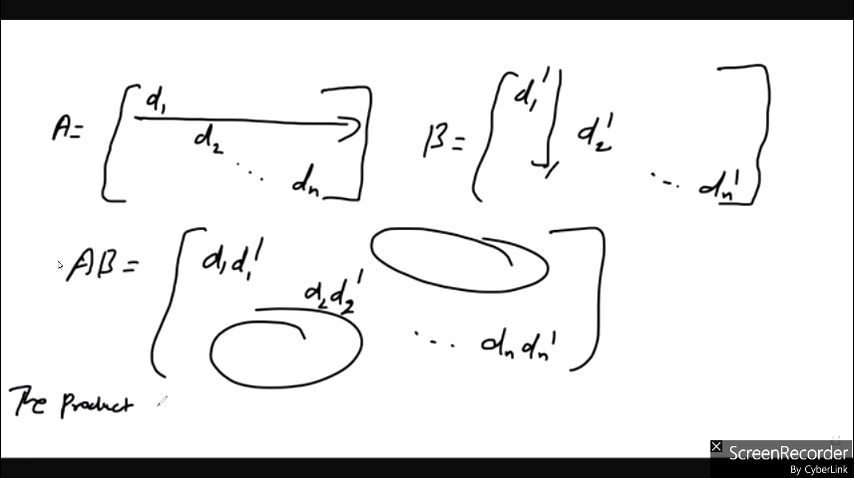 A = [ d₁ d₂ ⋱ dₙ ] B = [ d₁' d₂' ⋱ dₙ' ]
AB = [ d₁d₁' d₂d₂' ⋱ dₙdₙ' ]
The Product
ScreenRecorder
By CyberLink